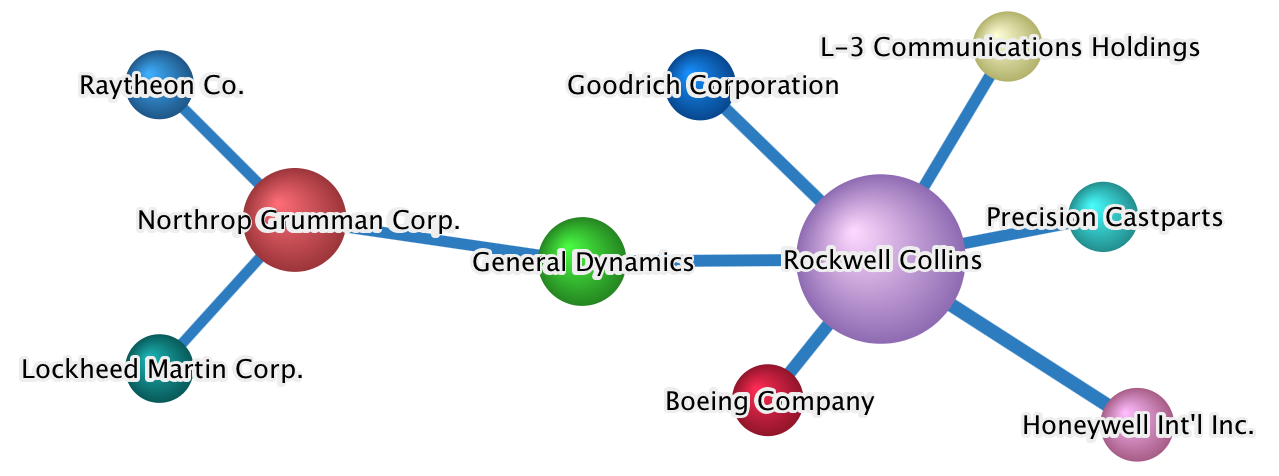 L-3 Communications Holdings
Raytheon Co.
Goodrich Corporation
Precision Castparts
Northrop Grumman Corp.
General Dynamics
Rockwell Collins
Lockheed Martin Corp.
Boeing Company
Honeywell Int'l Inc.